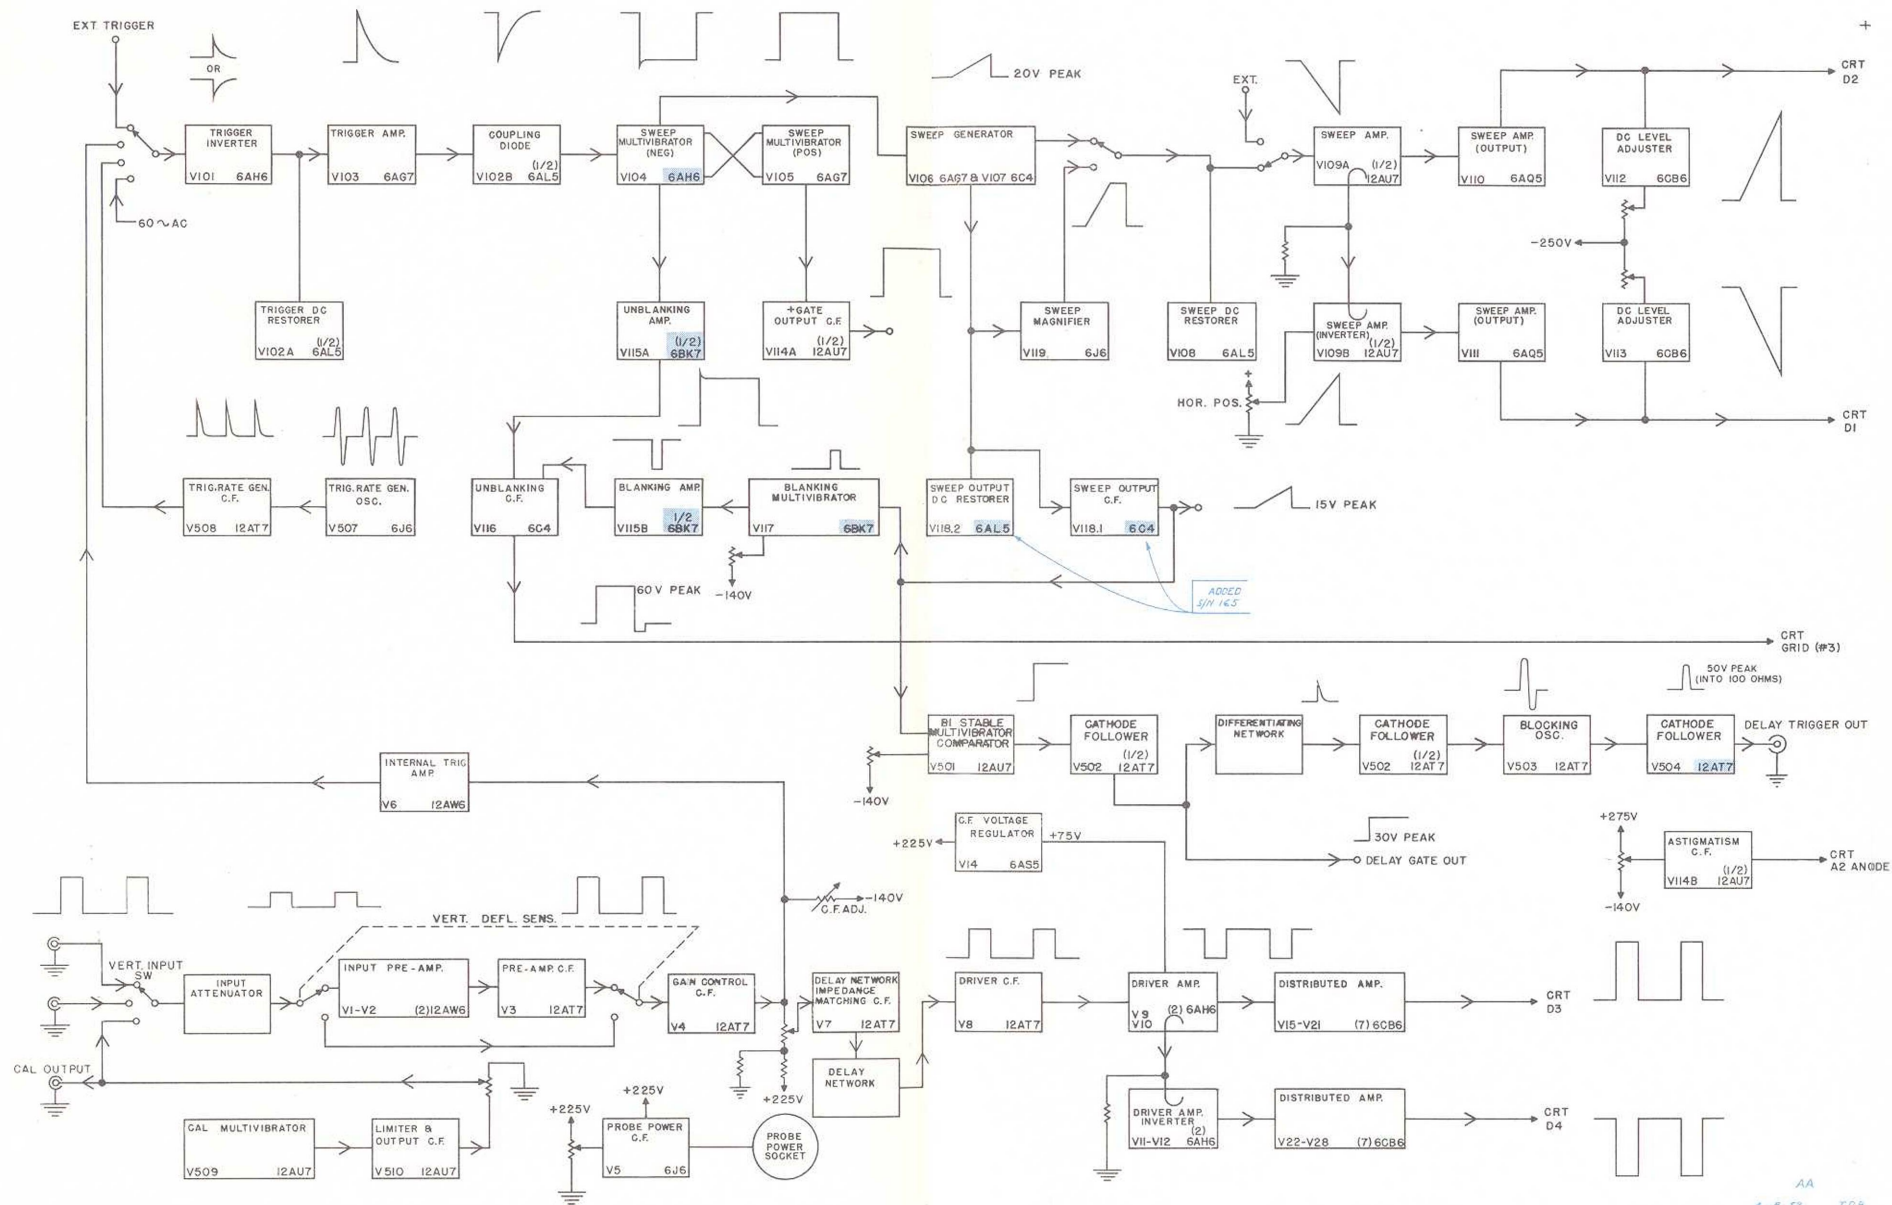 EXT. TRIGGER
OR
60~AC
TRIGGER
INVERTER
V101 6AH6
TRIGGER AMP.
V103 6AG7
COUPLING
DIODE
(1/2)
V102B 6AL5
SWEEP
MULTIVIBRATOR
(NEG)
V104 6AH6
SWEEP
MULTIVIBRATOR
(POS)
V105 6AG7
20V PEAK
SWEEP GENERATOR
V106 6AG7 & V107 6C4
EXT.
SWEEP AMP.
V109A (1/2)
12AU7
SWEEP AMP.
(OUTPUT)
V110 6AQ5
DC LEVEL
ADJUSTER
V112 6CB6
CRT
D2
+
-250V
TRIGGER DC
RESTORER
(1/2)
V102A 6AL5
UNBLANKING
AMP.
(1/2)
V115A 6BK7
+GATE
OUTPUT C.F.
(1/2)
V114A 12AU7
SWEEP
MAGNIFIER
V119 6J6
SWEEP DC
RESTORER
V108 6AL5
SWEEP AMP.
(INVERTER)
(1/2)
V109B 12AU7
SWEEP AMP.
(OUTPUT)
V111 6AQ5
DC LEVEL
ADJUSTER
V113 6CB6
+
HOR. POS.
CRT
D1
TRIG.RATE GEN.
C.F.
V508 12AT7
TRIG.RATE GEN.
OSC.
V507 6J6
UNBLANKING
C.F.
V116 6C4
BLANKING AMP.
1/2
V115B 6BK7
BLANKING
MULTIVIBRATOR
V117 6BK7
SWEEP OUTPUT
DC RESTORER
V118.2 6AL5
SWEEP OUTPUT
C.F.
V118.1 6C4
15V PEAK
-140V
60V PEAK
ADDED
S/N 165
CRT
GRID (#3)
BI STABLE
MULTIVIBRATOR
COMPARATOR
V501 12AU7
-140V
CATHODE
FOLLOWER
(1/2)
V502 12AT7
DIFFERENTIATING
NETWORK
CATHODE
FOLLOWER
(1/2)
V502 12AT7
BLOCKING
OSC.
V503 12AT7
50V PEAK
(INTO 100 OHMS)
CATHODE
FOLLOWER
V504 12AT7
DELAY TRIGGER OUT
INTERNAL TRIG
AMP.
V6 12AW6
C.F. VOLTAGE
REGULATOR
V14 6AS5
+225V
+75V
30V PEAK
DELAY GATE OUT
+275V
-140V
ASTIGMATISM
C.F.
(1/2)
V114B 12AU7
CRT
A2 ANODE
VERT. DEFL. SENS.
-140V
C.F. ADJ.
VERT. INPUT
SW
INPUT
ATTENUATOR
INPUT PRE-AMP.
V1-V2 (2)12AW6
PRE-AMP. C.F.
V3 12AT7
GAIN CONTROL
C.F.
V4 12AT7
DELAY NETWORK
IMPEDANCE
MATCHING C.F.
V7 12AT7
DRIVER C.F.
V8 12AT7
DRIVER AMP.
V9 (2) 6AH6
V10
DISTRIBUTED AMP.
V15-V21 (7) 6CB6
CRT
D3
CAL OUTPUT
+225V
DELAY
NETWORK
CAL MULTIVIBRATOR
V509 12AU7
LIMITER &
OUTPUT C.F.
V510 12AU7
+225V
+225V
PROBE POWER
C.F.
V5 6J6
PROBE
POWER
SOCKET
DRIVER AMP.
INVERTER
(2)
V11-V12 6AH6
DISTRIBUTED AMP.
V22-V28 (7) 6CB6
CRT
D4
AA